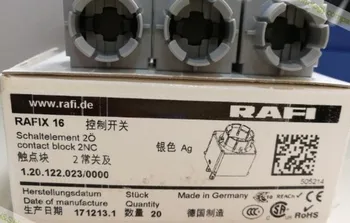 www.rafi.de
RAFI
RAFIX 16 控制开关
Schaltelement 2Ö
contact block 2NC
银色 Ag
触点块 2常关及
1.20.122.023/0000
505214
Herstellungsdatum Stück Made in Germany
Date of manufacture Quantity
生产日期 171213.1 数量 20 德国制造
RoHS